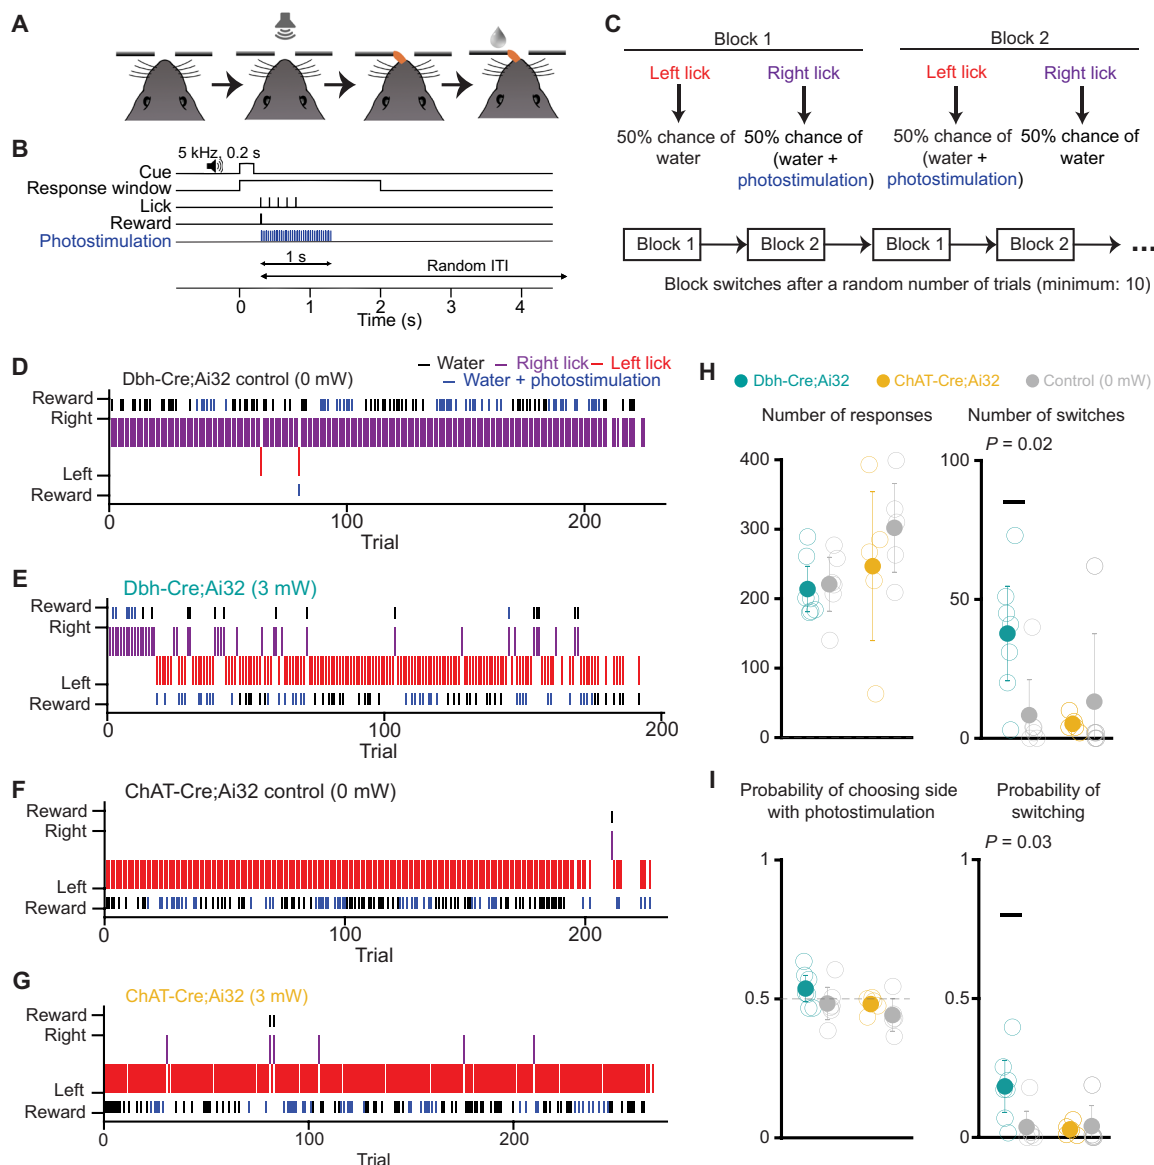 A
B
5 kHz, 0.2 s
Cue
Response window
Lick
Reward
Photostimulation
1 s
Random ITI
0 1 2 3 4
Time (s)
C
Block 1 Block 2
Left lick Right lick Left lick Right lick
50% chance of water
50% chance of (water + photostimulation)
50% chance of (water + photostimulation)
50% chance of water
Block 1 Block 2 Block 1 Block 2 ...
Block switches after a random number of trials (minimum: 10)
D
Water Right lick Left lick
Water + photostimulation
Dbh-Cre;Ai32 control (0 mW)
Reward
Right
Left
Reward
0 100 200
Trial
E
Dbh-Cre;Ai32 (3 mW)
Reward
Right
Left
Reward
0 100 200
Trial
F
ChAT-Cre;Ai32 control (0 mW)
Reward
Right
Left
Reward
0 100 200
Trial
G
ChAT-Cre;Ai32 (3 mW)
Reward
Right
Left
Reward
0 100 200
Trial
H
Dbh-Cre;Ai32 ChAT-Cre;Ai32 Control (0 mW)
Number of responses
400
300
200
100
0
Number of switches
P = 0.02
100
50
0
I
Probability of choosing side with photostimulation
1
0.5
0
Probability of switching
P = 0.03
1
0.5
0